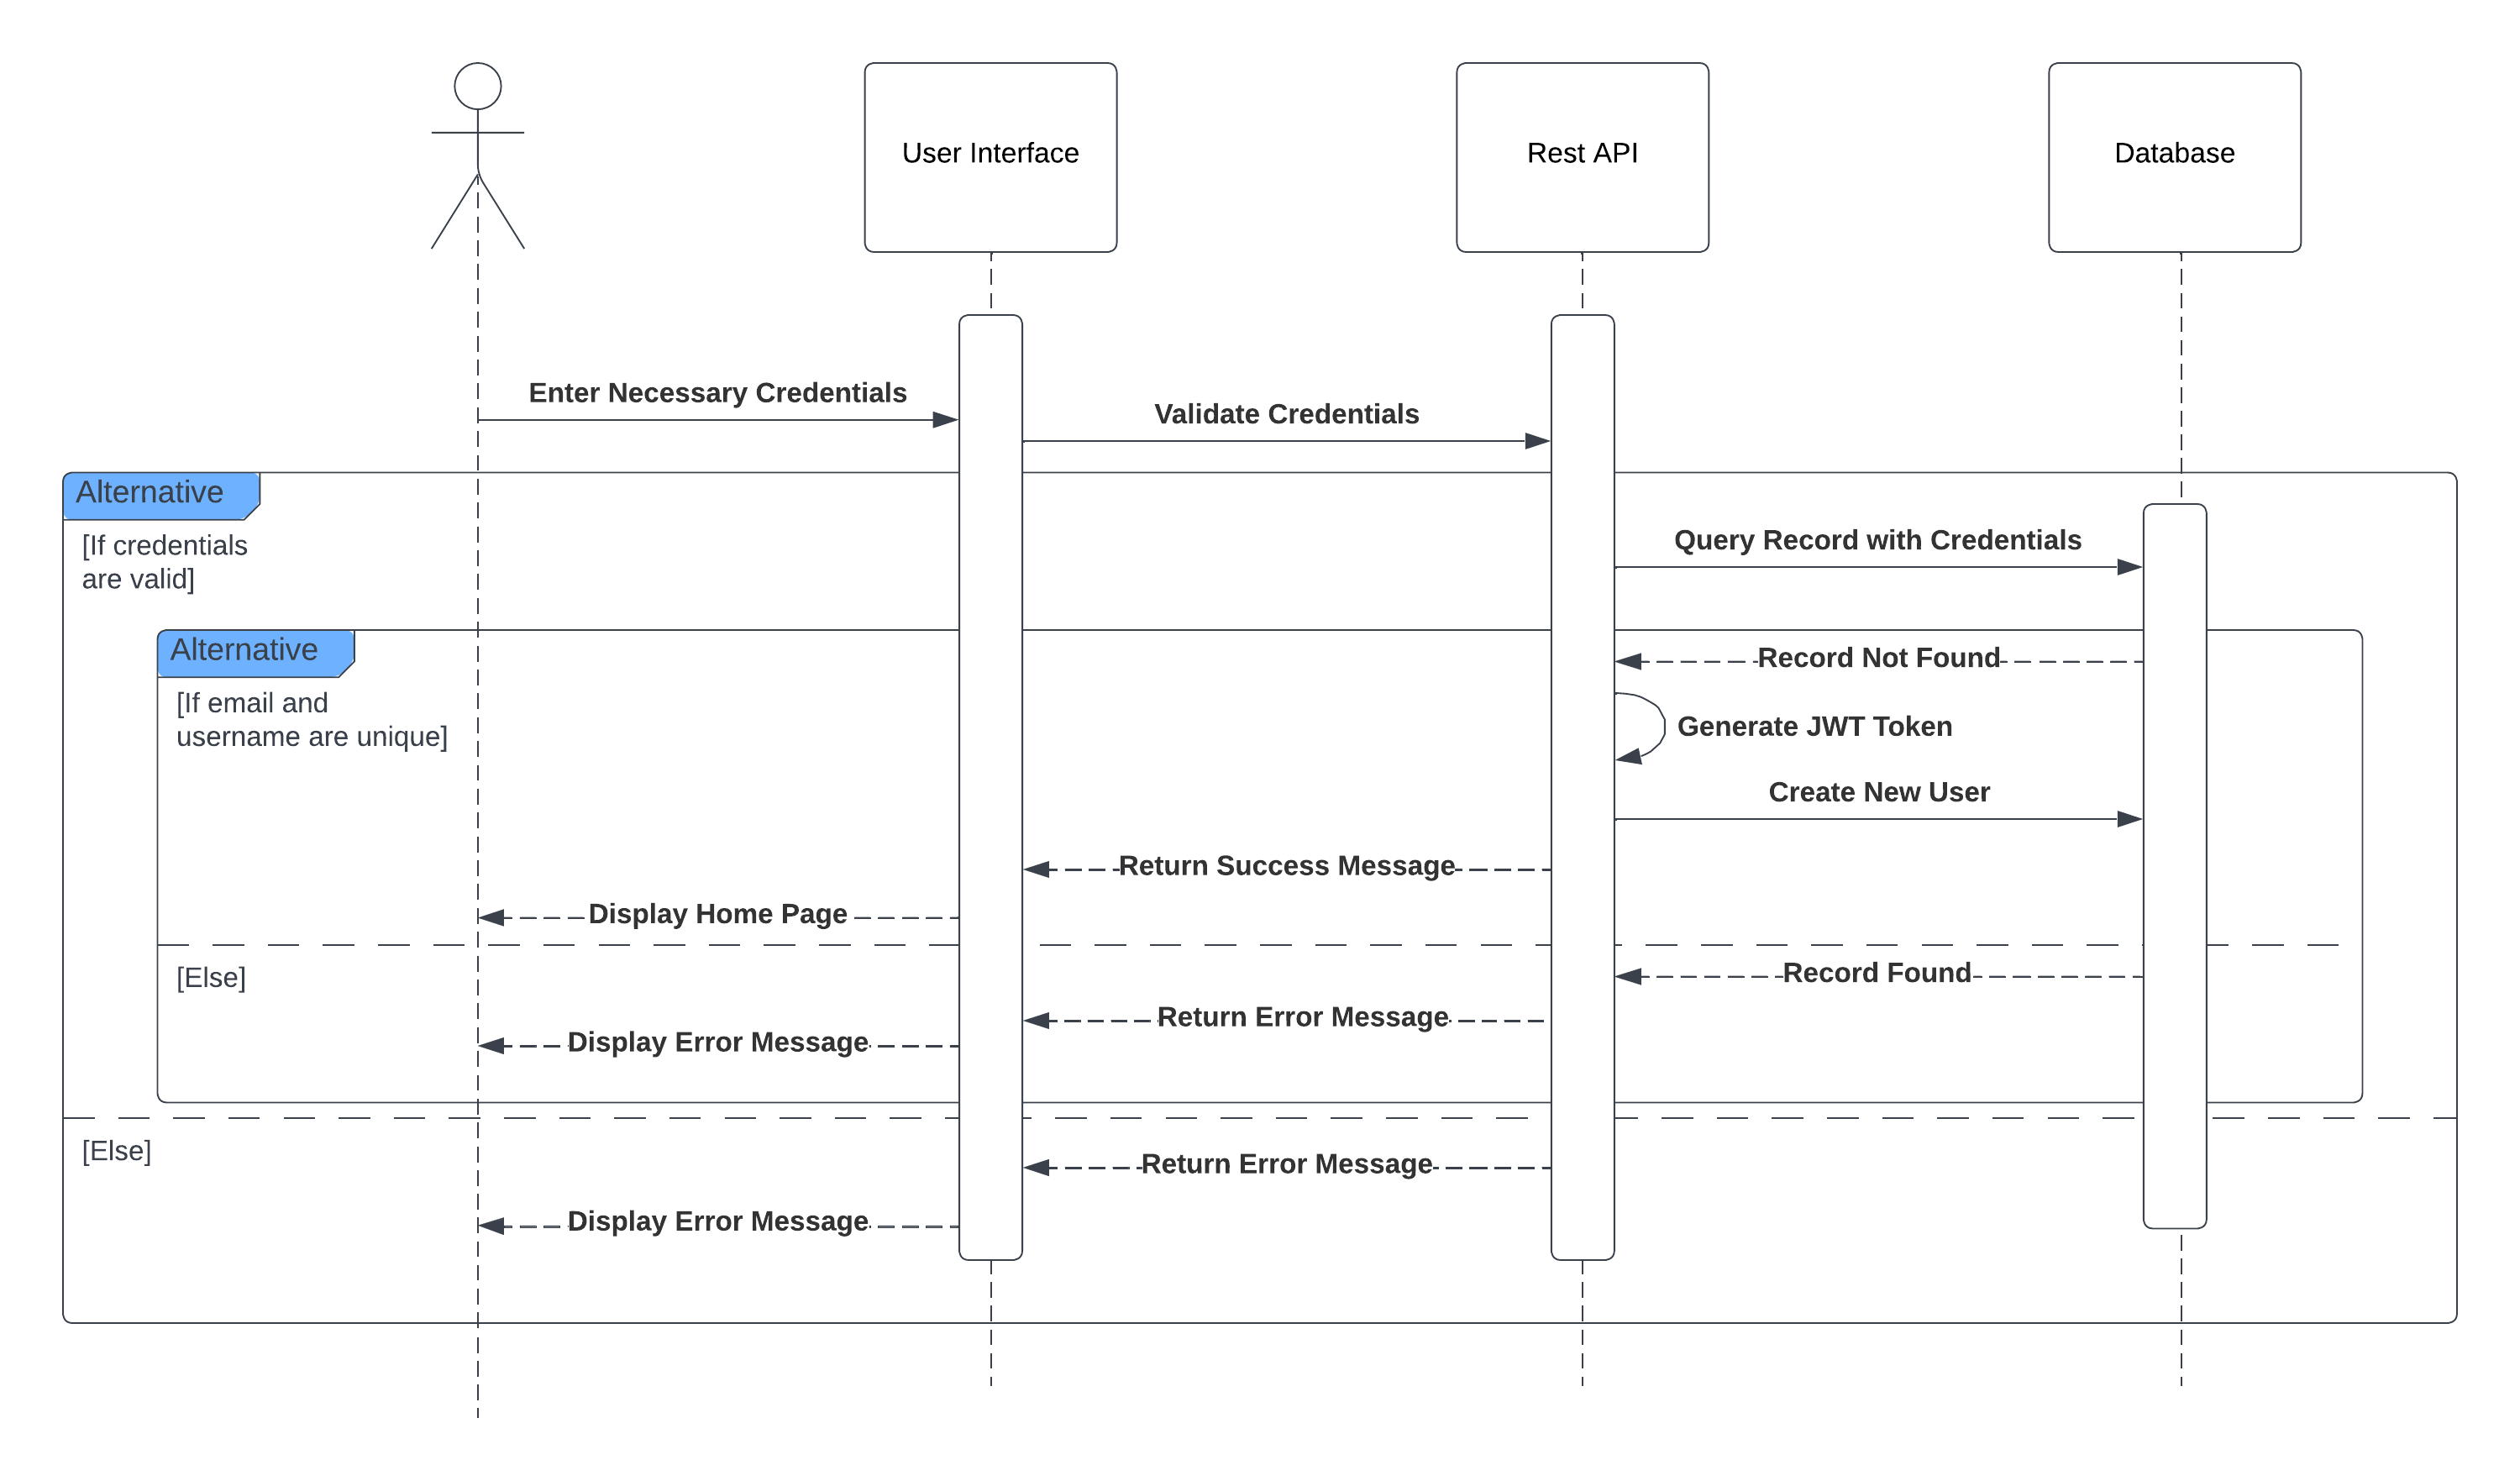 User Interface
Rest API
Database
Enter Necessary Credentials
Validate Credentials
Alternative
[If credentials
are valid]
Query Record with Credentials
Alternative
[If email and
username are unique]
Record Not Found
Generate JWT Token
Create New User
Return Success Message
Display Home Page
[Else]
Record Found
Return Error Message
Display Error Message
[Else]
Return Error Message
Display Error Message